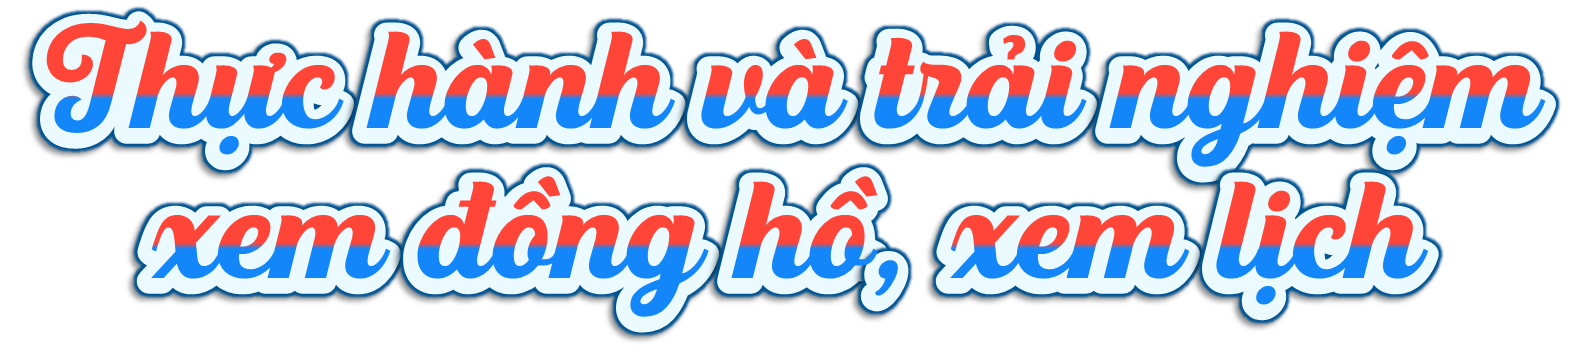 Thực hành và trải nghiệm
xem đồng hồ, xem lịch